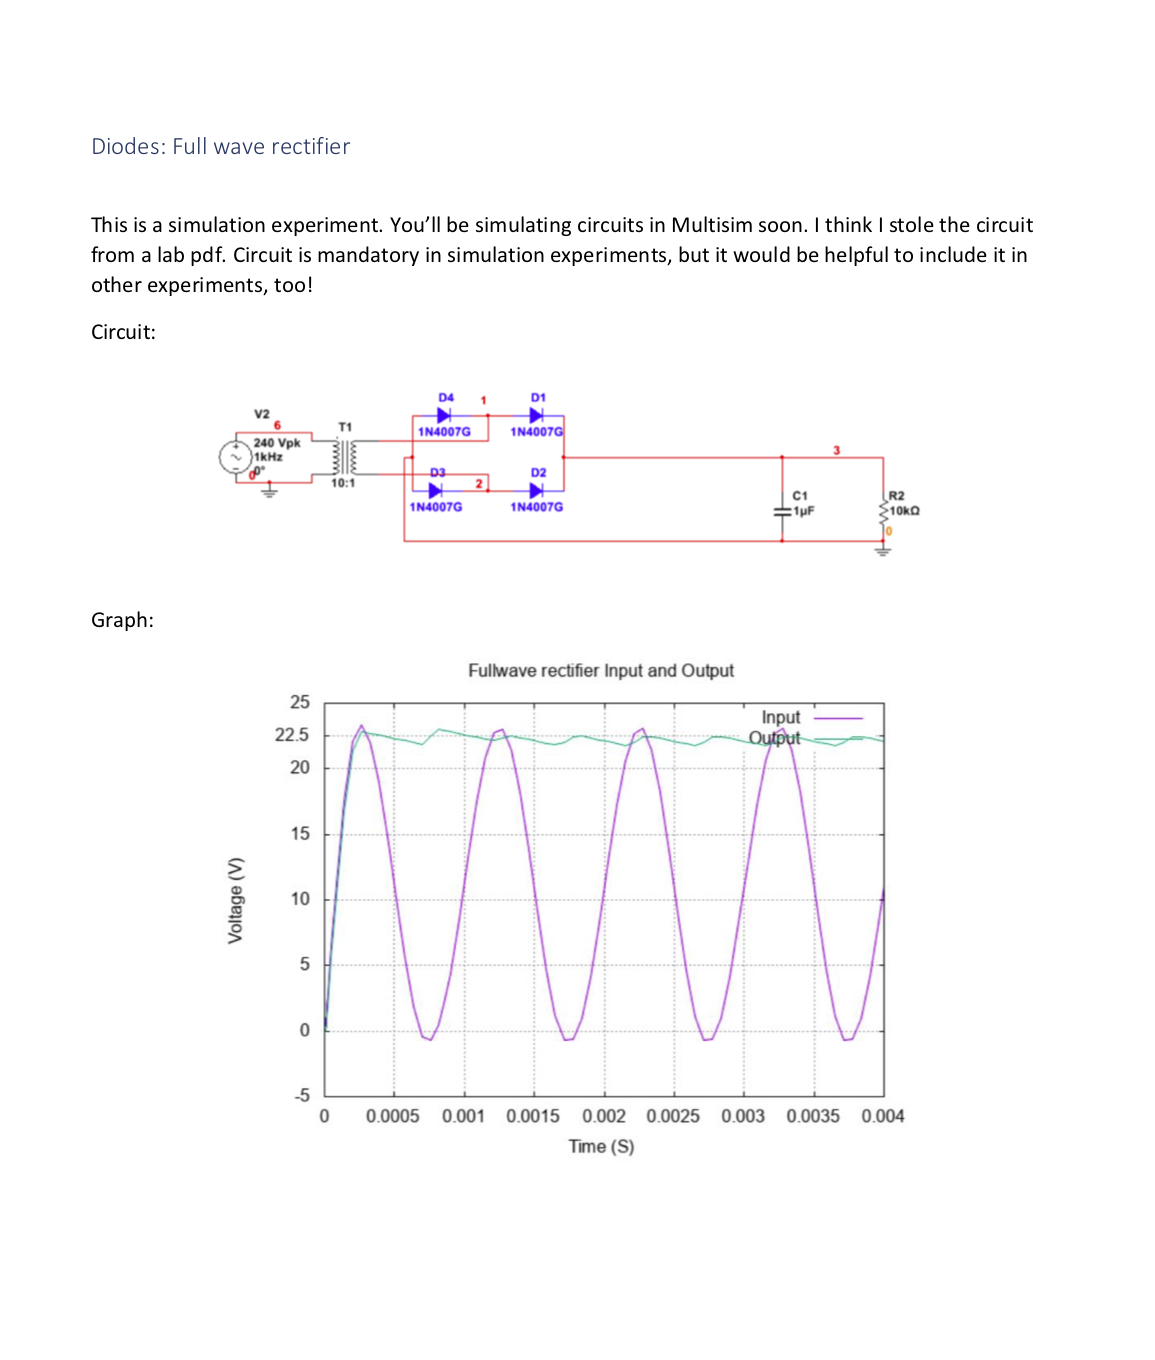 Diodes: Full wave rectifier
This is a simulation experiment. You’ll be simulating circuits in Multisim soon. I think I stole the circuit
from a lab pdf. Circuit is mandatory in simulation experiments, but it would be helpful to include it in
other experiments, too!
Circuit:
D4 1 D1
V2
6
T1
1N4007G 1N4007G
240 Vpk
1kHz
0°
0
3
D3 2 D2
10:1
1N4007G 1N4007G
C1
1µF
R2
10kΩ
0
Graph:
Fullwave rectifier Input and Output
Input
Output
25
22.5
20
15
10
5
0
-5
Voltage (V)
0 0.0005 0.001 0.0015 0.002 0.0025 0.003 0.0035 0.004
Time (S)